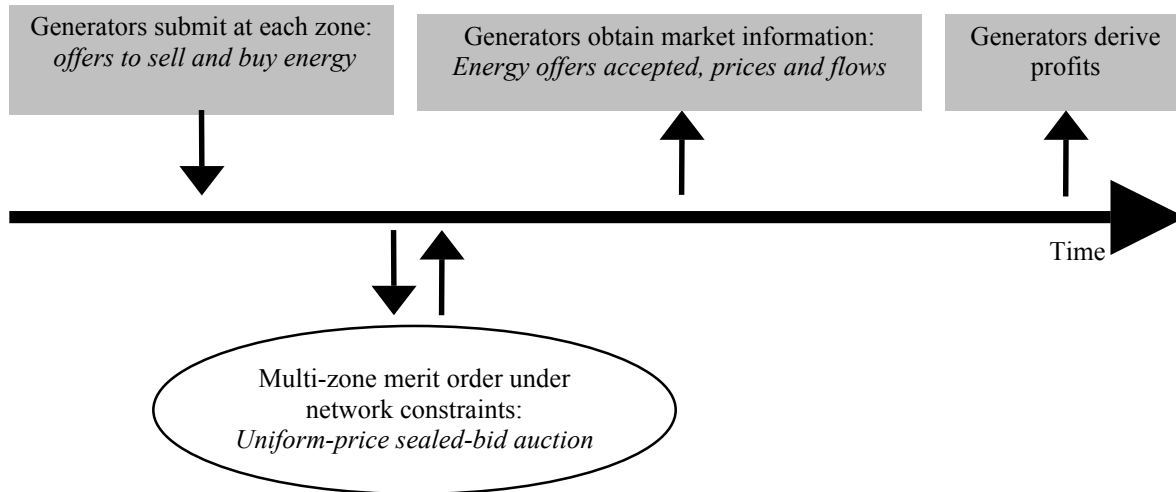 Generators submit at each zone:
offers to sell and buy energy
Generators obtain market information:
Energy offers accepted, prices and flows
Generators derive
profits
Time
Multi-zone merit order under
network constraints:
Uniform-price sealed-bid auction